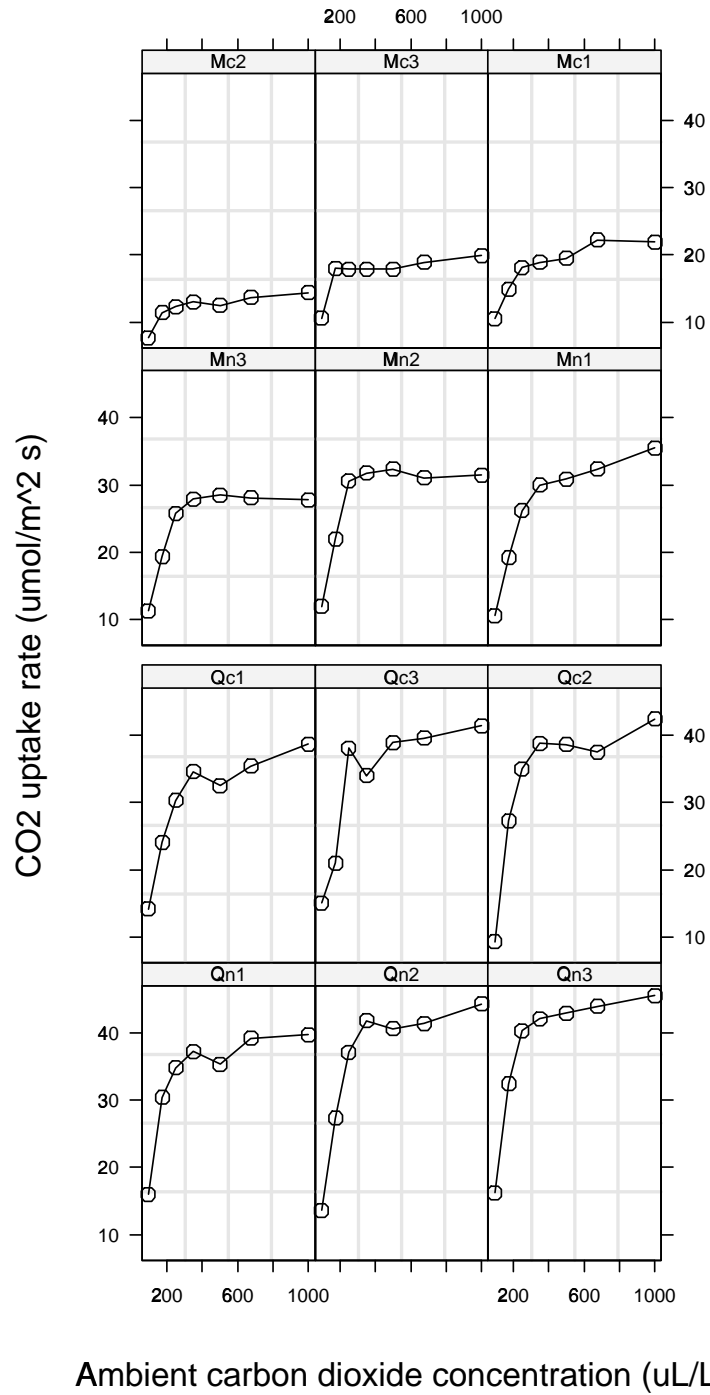 200 600 1000
Mc2 Mc3 Mc1
40
30
20
10
Mn3 Mn2 Mn1
40
30
20
10
CO2 uptake rate (umol/m^2 s)
Qc1 Qc3 Qc2
40
30
20
10
Qn1 Qn2 Qn3
40
30
20
10
200 600 1000 200 600 1000
Ambient carbon dioxide concentration (uL/L